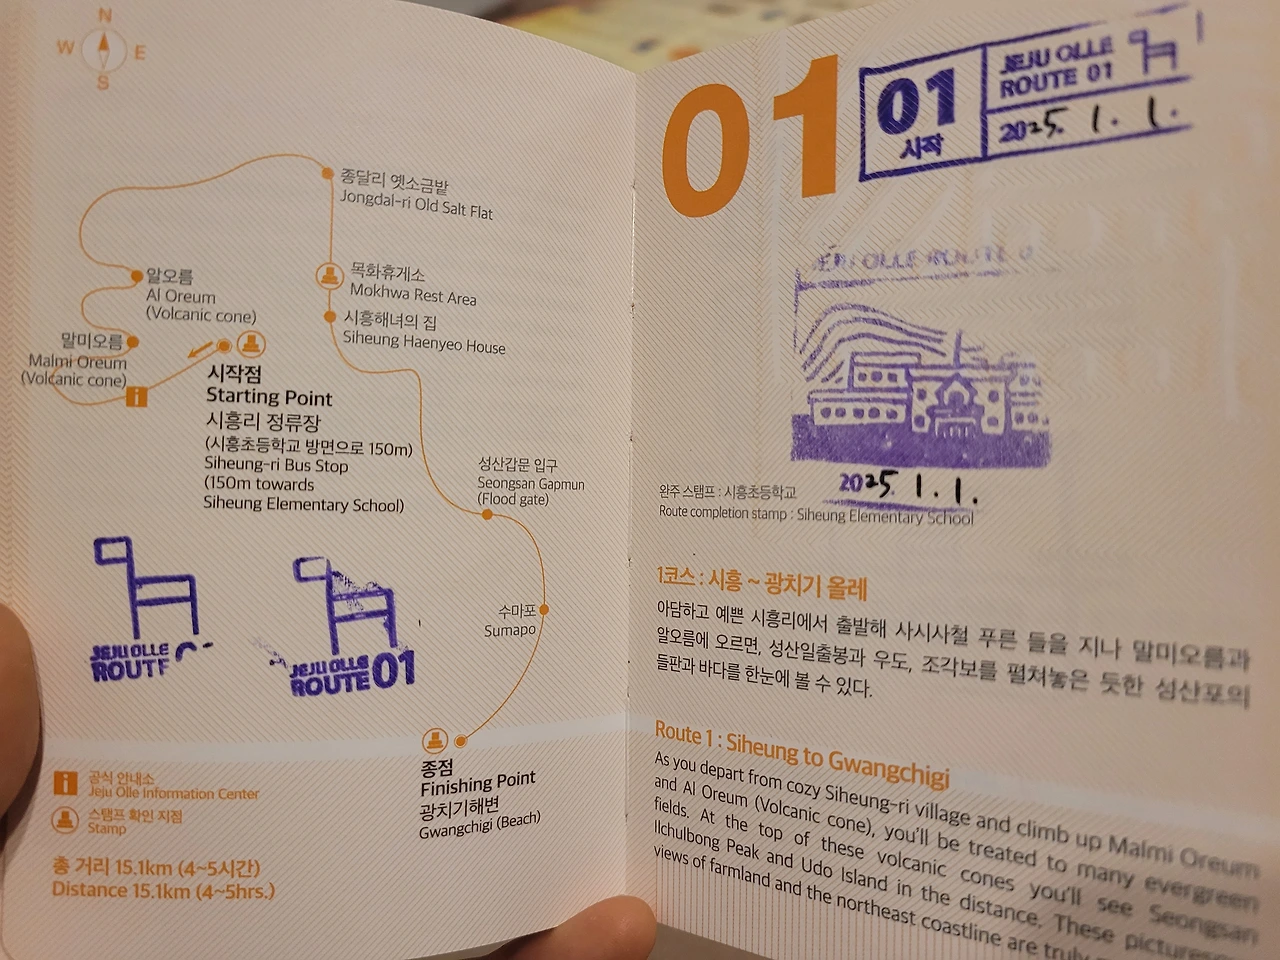 N
W E
S
종달리 옛소금밭
Jongdal-ri Old Salt Flat
알오름
Al Oreum
(Volcanic cone)
목화휴게소
Mokhwa Rest Area
시흥해녀의 집
Siheung Haenyeo House
말미오름
Malmi Oreum
(Volcanic cone)
i
시작점
Starting Point
시흥리 정류장
(시흥초등학교 방면으로 150m)
Siheung-ri Bus Stop
(150m towards
Siheung Elementary School)
성산갑문 입구
Seongsan Gapmun
(Flood gate)
수마포
Sumapo
JEJU OLLE
ROUTE
JEJU OLLE
ROUTE 01
종점
Finishing Point
광치기해변
Gwangchigi (Beach)
i 공식 안내소
Jeju Olle Information Center
스탬프 확인 지점
Stamp
총 거리 15.1km (4~5시간)
Distance 15.1km (4~5hrs.)
01
01
시작
JEJU OLLE
ROUTE 01
2025. 1. 1.
JEJU OLLE ROUTE 0
2025. 1. 1.
완주 스탬프 : 시흥초등학교
Route completion stamp : Siheung Elementary School
1코스 : 시흥 ~ 광치기 올레
아담하고 예쁜 시흥리에서 출발해 사시사철 푸른 들을 지나 말미오름과
알오름에 오르면, 성산일출봉과 우도, 조각보를 펼쳐놓은 듯한 성산포의
들판과 바다를 한눈에 볼 수 있다.
Route 1 : Siheung to Gwangchigi
As you depart from cozy Siheung-ri village and climb up Malmi Oreum
and Al Oreum (Volcanic cone), you'll be treated to many evergreen
fields. At the top of these volcanic cones you'll see Seongsan
Ilchulbong Peak and Udo Island in the distance. These
views of farmland and the northeast coastline are truly